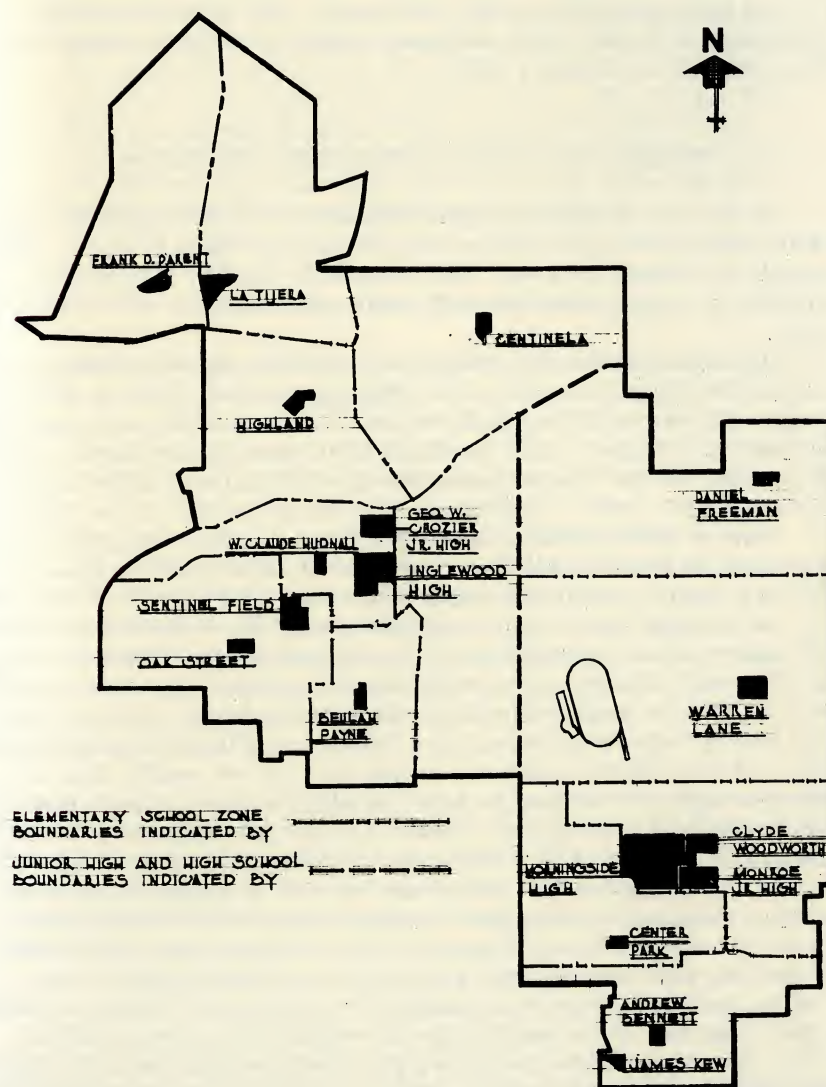 N
FRANK D. PARENT
LA TIJERA
CENTINELA
HIGHLAND
DANIEL
FREEMAN
GEO. W.
CROZIER
JR. HIGH
W. CLAUDE HUDNALL
INGLEWOOD
HIGH
SENTINEL FIELD
OAK STREET
BEULAH
PAYNE
WARREN
LANE
ELEMENTARY SCHOOL ZONE
BOUNDARIES INDICATED BY
JUNIOR HIGH AND HIGH SCHOOL
BOUNDARIES INDICATED BY
CLYDE
WOODWORTH
MORNINGSIDE
HIGH
MONROE
JR. HIGH
CENTER
PARK
ANDREW
BENNETT
JAMES KEW